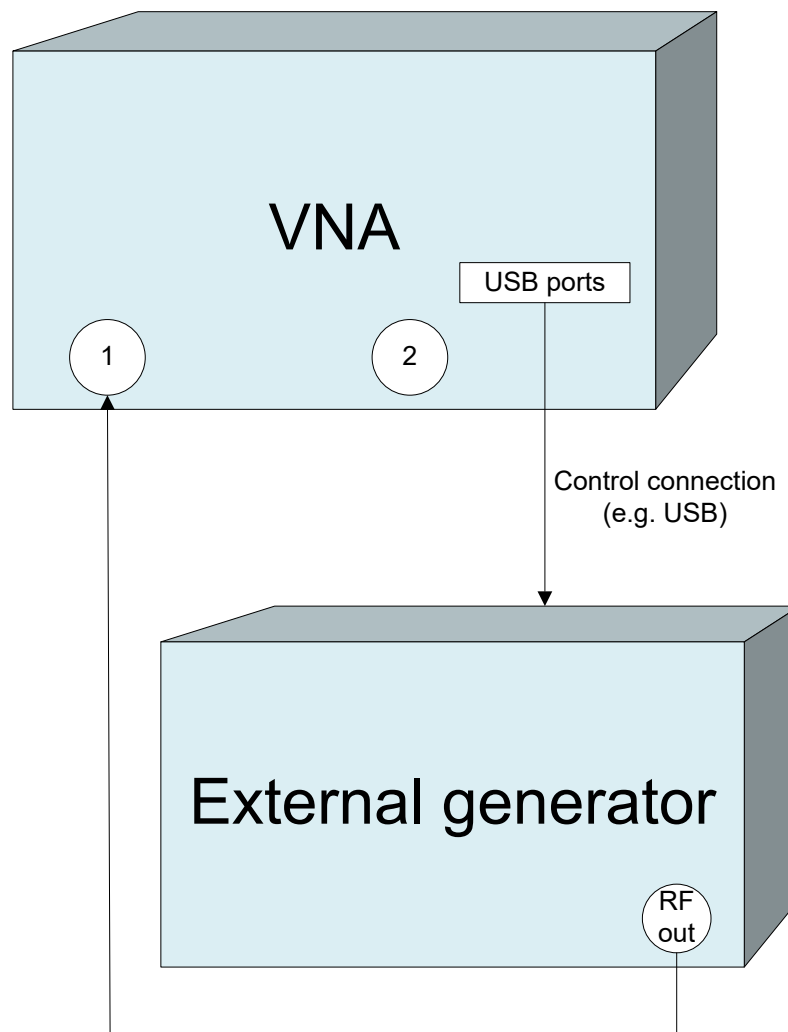 VNA
USB ports
1
2
Control connection
(e.g. USB)
External generator
RF
out